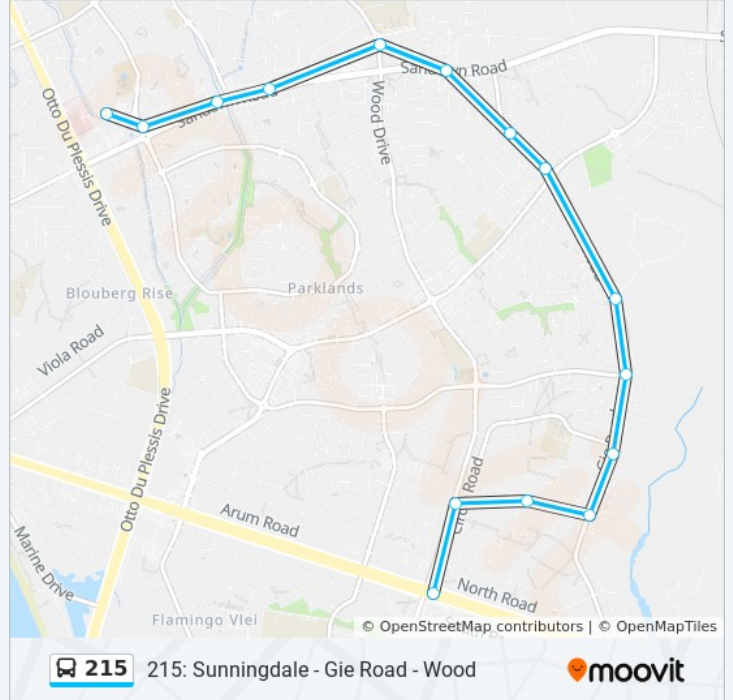 Sandown Road
Otto Du Plessis Drive
Wood Drive
Blouberg Rise
Parklands
Viola Road
Otto Du Plessis Drive
Arum Road
Marine Drive
North Road
Flamingo Vlei
© OpenStreetMap contributors | © OpenMapTiles
215
215: Sunningdale - Gie Road - Wood
moovit